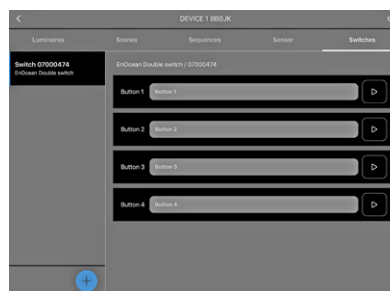 DEVICE 1 BBBJK
Luminaires Scenes Sequences Sensor Switches
Switch 07000474
EnOcean Double switch
EnOcean Double switch / 07000474
Button 1 Button 1
Button 2 Button 2
Button 3 Button 3
Button 4 Button 4